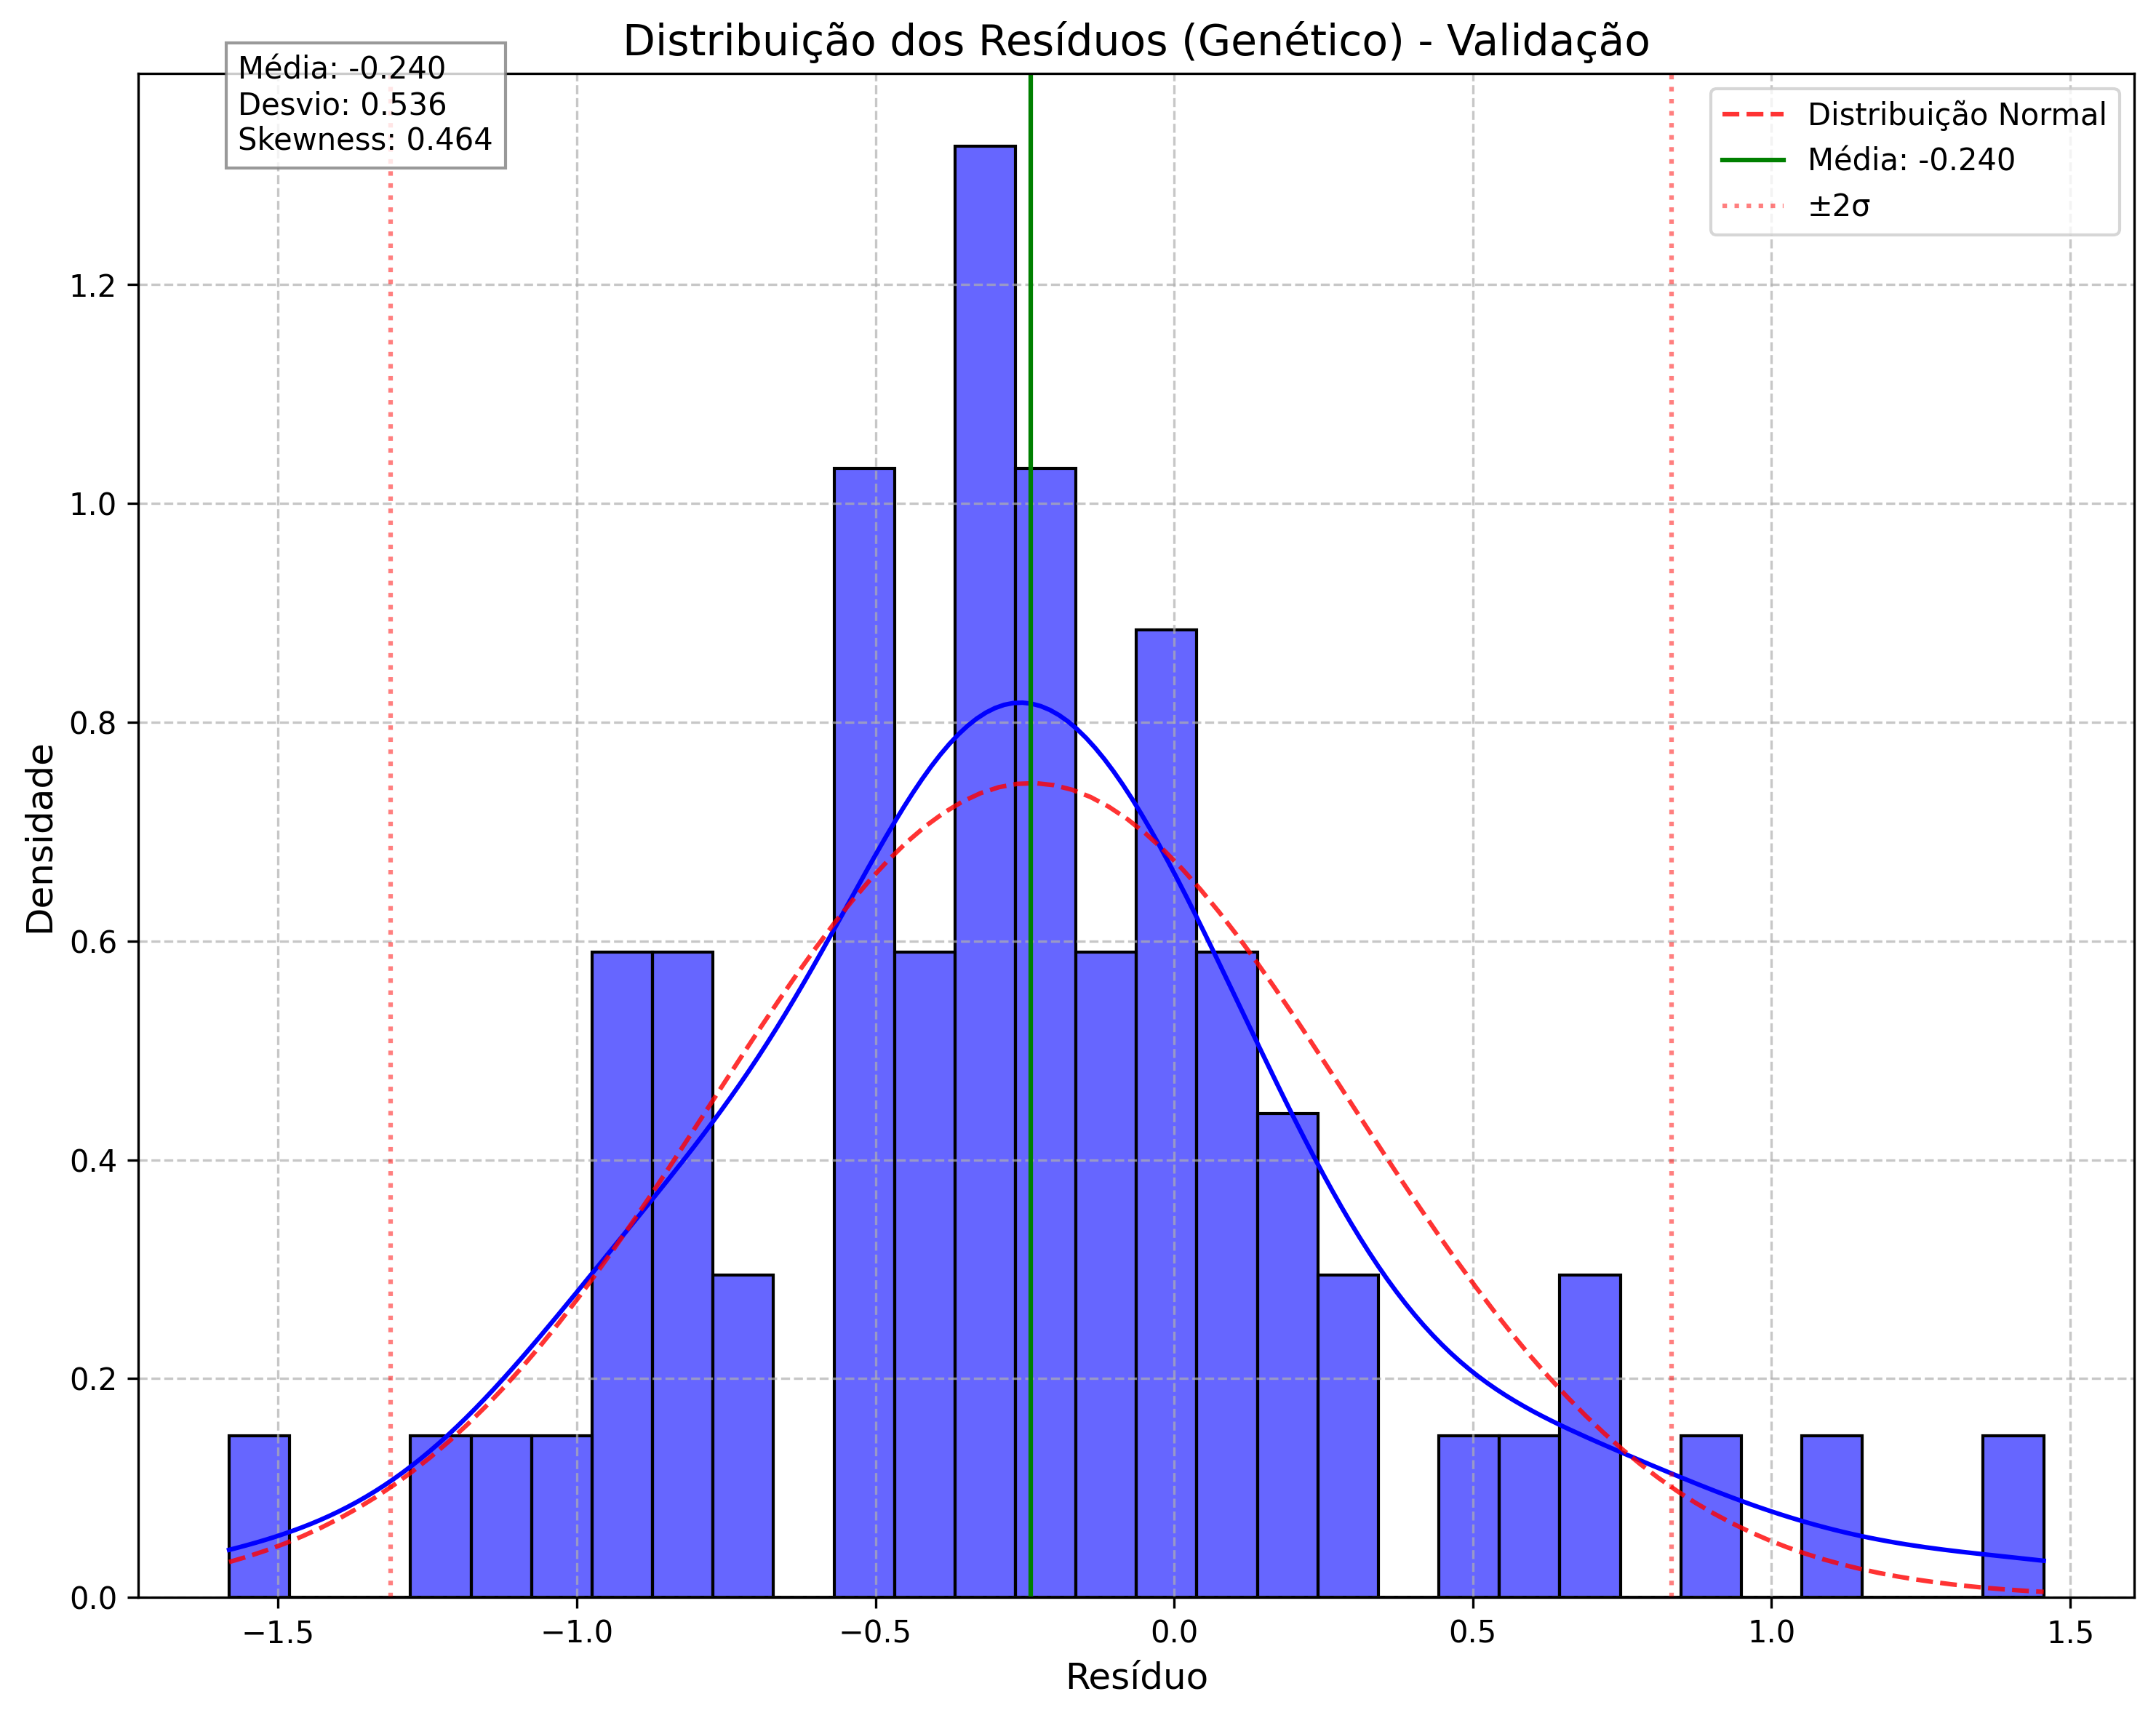 Distribuição dos Resíduos (Genético) - Validação
Média: -0.240
Desvio: 0.536
Skewness: 0.464
Distribuição Normal
Média: -0.240
±2σ
1.2
1.0
0.8
0.6
0.4
0.2
0.0
Densidade
−1.5
−1.0
−0.5
0.0
0.5
1.0
1.5
Resíduo